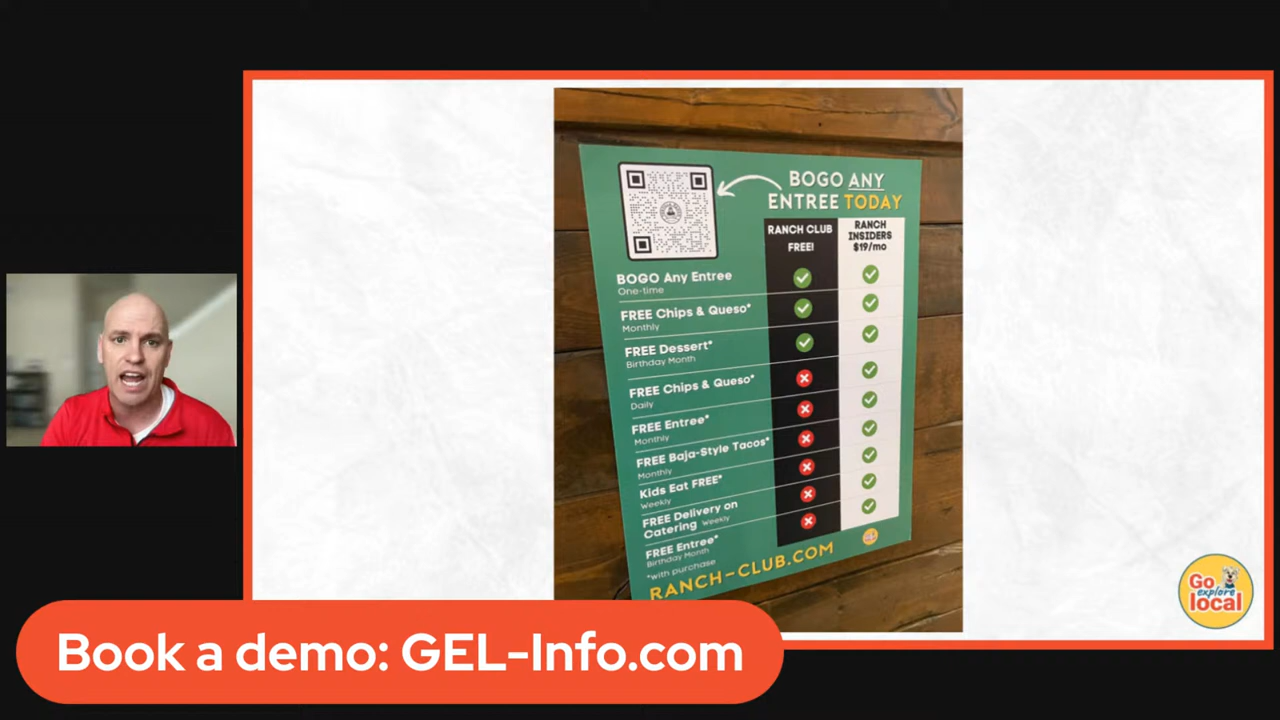 BOGO ANY
ENTREE TODAY
RANCH CLUB
FREE!
RANCH
INSIDERS
$19/mo
BOGO Any Entree
One-time
FREE Chips & Queso*
Monthly
FREE Dessert*
Birthday Month
FREE Chips & Queso*
Daily
FREE Entree*
Monthly
FREE Baja-Style Tacos*
Monthly
Kids Eat FREE*
Weekly
FREE Delivery on
Catering Weekly
FREE Entree*
Birthday Month
*with purchase
RANCH-CLUB.COM
Go
explore
local
Book a demo: GEL-Info.com